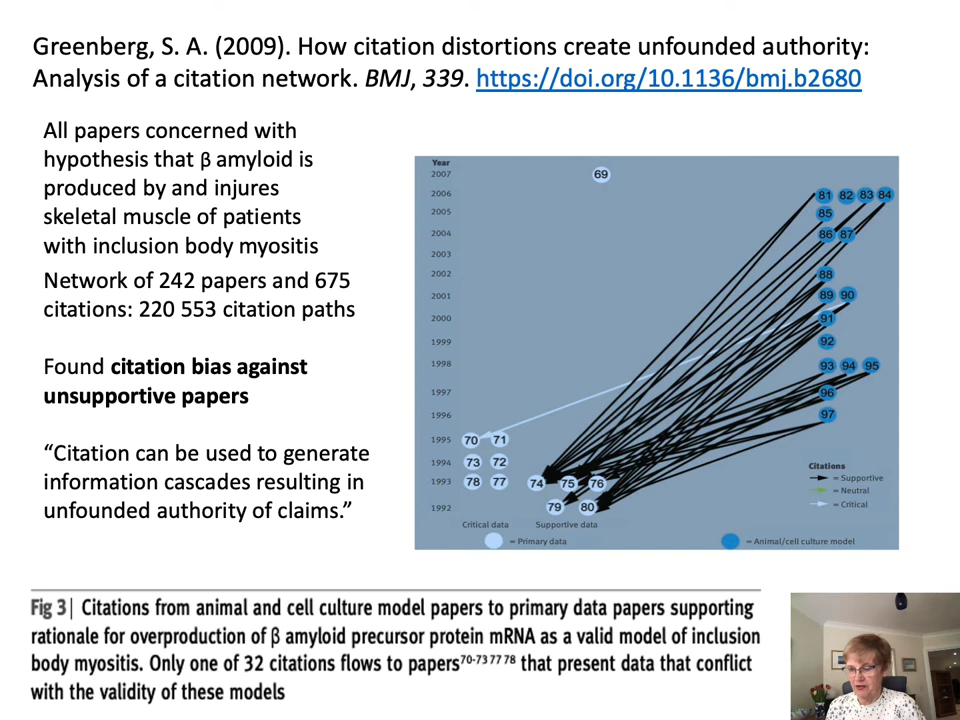 Greenberg, S. A. (2009). How citation distortions create unfounded authority:
Analysis of a citation network. BMJ, 339. https://doi.org/10.1136/bmj.b2680
All papers concerned with
hypothesis that β amyloid is
produced by and injures
skeletal muscle of patients
with inclusion body myositis
Network of 242 papers and 675
citations: 220 553 citation paths
Found citation bias against
unsupportive papers
“Citation can be used to generate
information cascades resulting in
unfounded authority of claims.”
Year
2007 69
2006 81 82 83 84
2005 85
2004 86 87
2003
2002 88
2001 89 90
2000 91
1999 92
1998 93 94 95
1997 96
1996 97
1995 70 71
1994 73 72
1993 78 77 74 75 76
1992 79 80
Citations
= Supportive
= Neutral
= Critical
Critical data Supportive data
= Primary data = Animal/cell culture model
Fig 3| Citations from animal and cell culture model papers to primary data papers supporting
rationale for overproduction of β amyloid precursor protein mRNA as a valid model of inclusion
body myositis. Only one of 32 citations flows to papers70-73 77 78 that present data that conflict
with the validity of these models